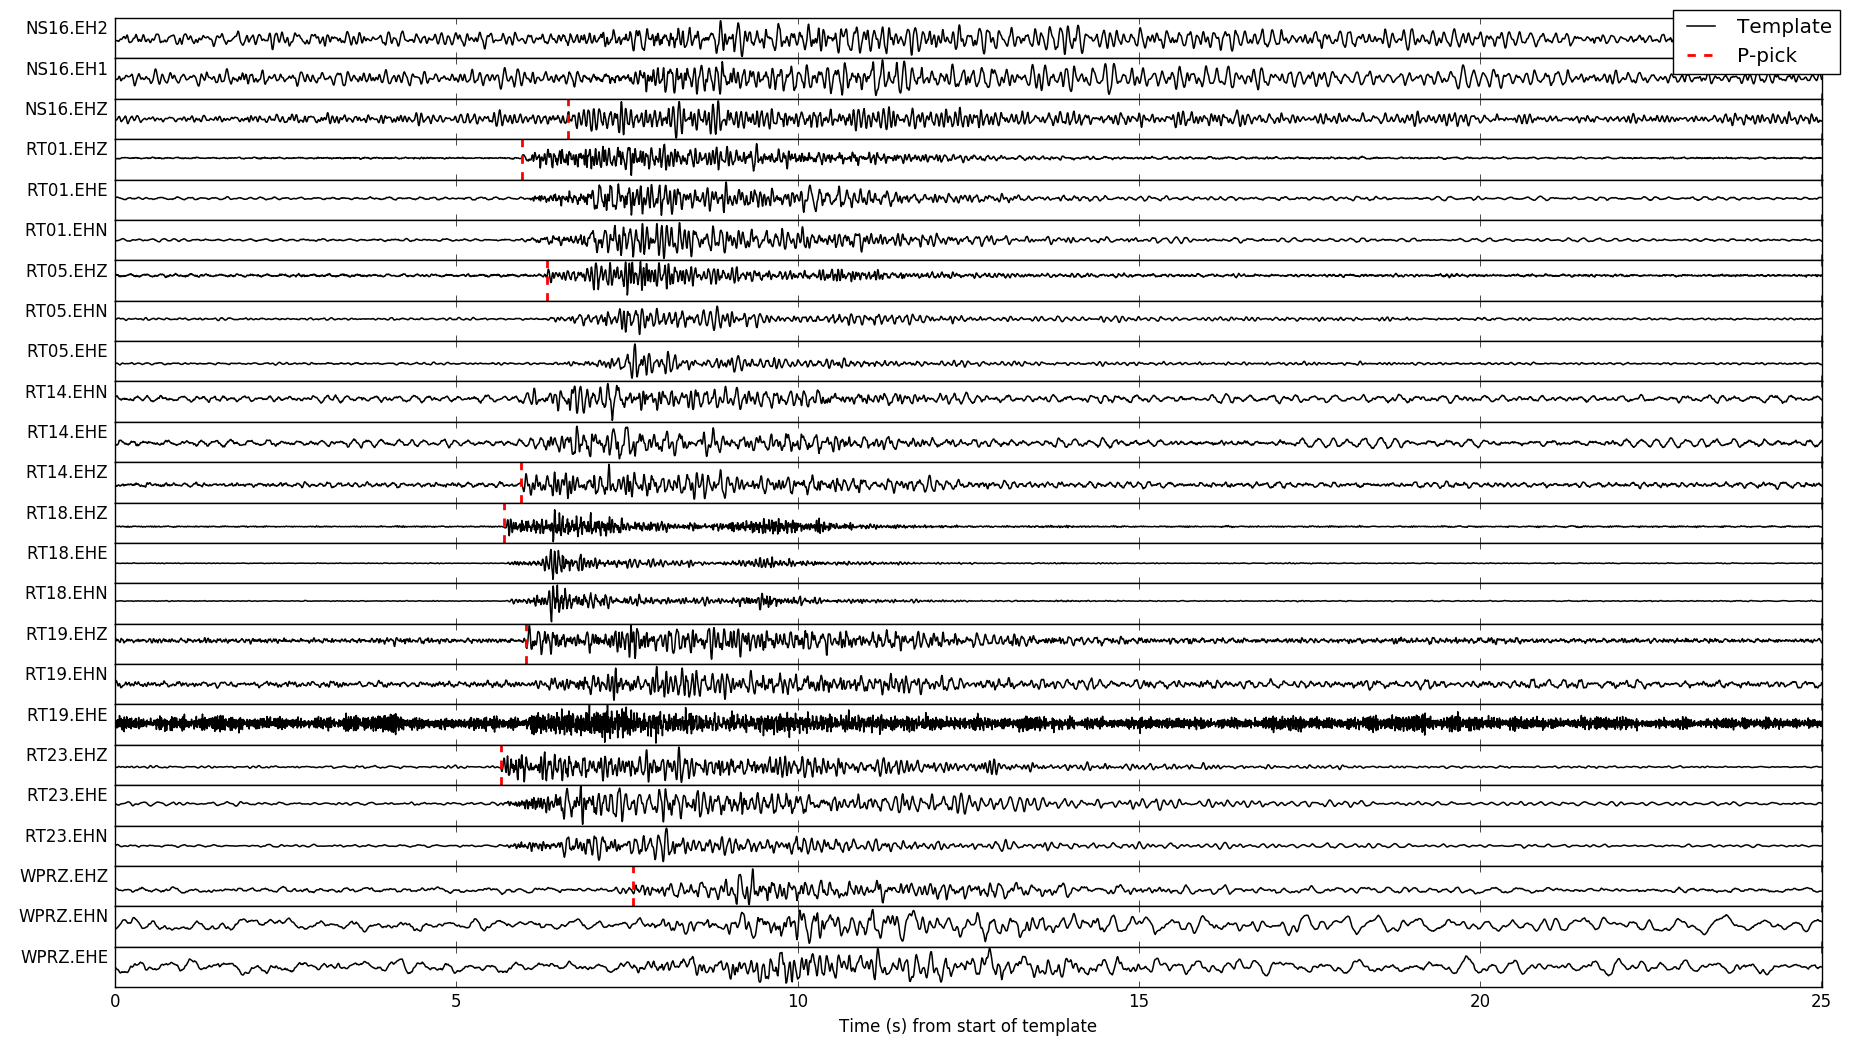 NS16.EH2
NS16.EH1
NS16.EHZ
RT01.EHZ
RT01.EHE
RT01.EHN
RT05.EHZ
RT05.EHN
RT05.EHE
RT14.EHN
RT14.EHE
RT14.EHZ
RT18.EHZ
RT18.EHE
RT18.EHN
RT19.EHZ
RT19.EHN
RT19.EHE
RT23.EHZ
RT23.EHE
RT23.EHN
WPRZ.EHZ
WPRZ.EHN
WPRZ.EHE
Template
P-pick
0 5 10 15 20 25
Time (s) from start of template